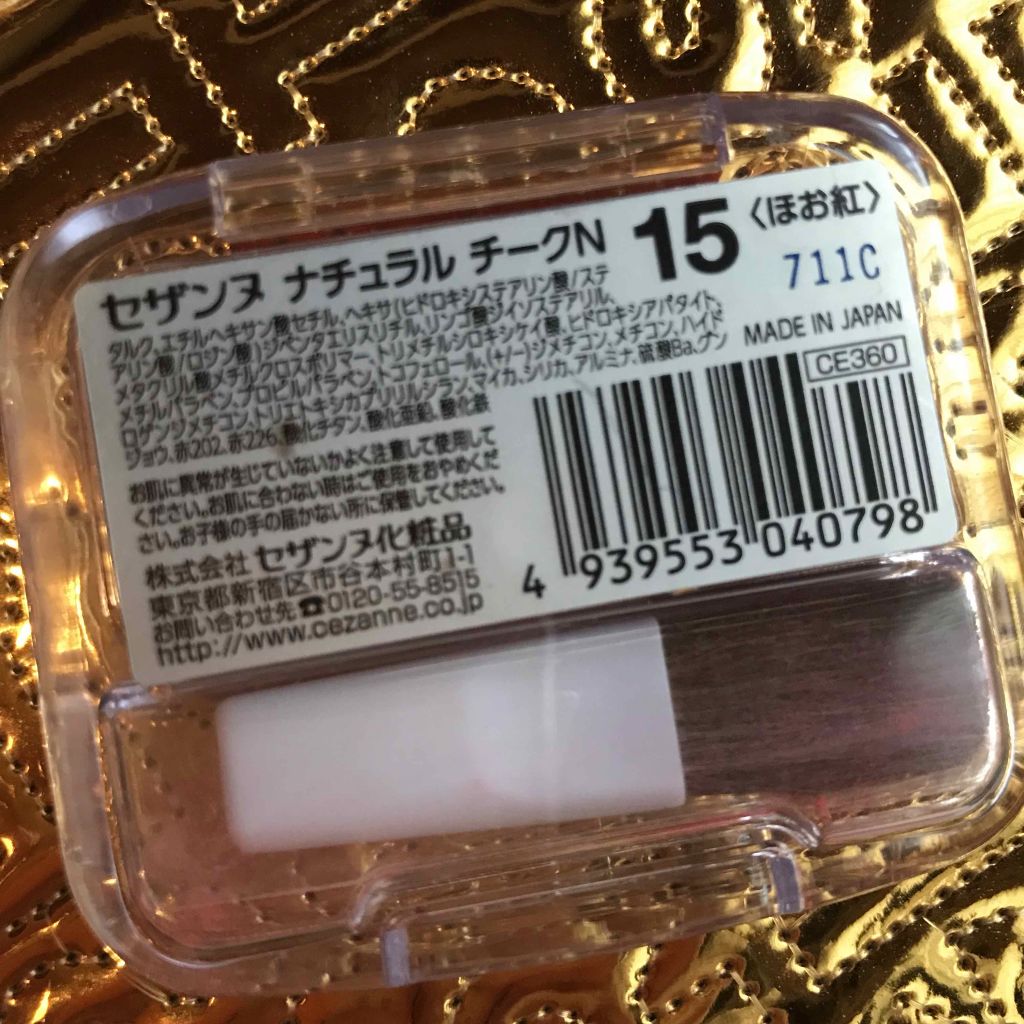 セザンヌ ナチュラル チークN 15 〈ほお紅〉
711C
タルク、エチルヘキサン酸セチル、ヘキサ(ヒドロキシステアリン酸/ステ
アリン酸/ロジン酸)ジペンタエリスリチル、リンゴ酸ジイソステアリル、
メタクリル酸メチルクロスポリマー、トリメチルシロキシケイ酸、ヒドロキシアパタイト、
メチルパラベン、プロピルパラベン、トコフェロール、(+/-)ジメチコン、メチコン、ハイド
ロゲンジメチコン、トリエトキシカプリリルシラン、マイカ、シリカ、アルミナ、硫酸Ba、グン
ジョウ、赤202、赤226、酸化チタン、酸化亜鉛、酸化鉄
MADE IN JAPAN
CE360
お肌に異常が生じていないかよく注意して使用して
ください。お肌に合わない時はご使用をおやめくだ
さい。お子様の手の届かない所に保管してください。
株式会社 セザンヌ化粧品
東京都新宿区市谷本村町1-1
お問い合わせ先☎0120-55-8515
http://www.cezanne.co.jp
4 939553 040798